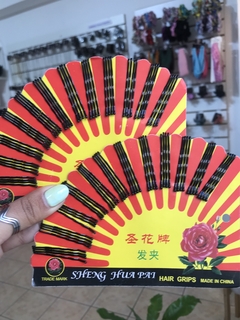 圣花牌
发夹
TRADE MARK
SHENG HUA PAI
HAIR GRIPS MADE IN CHINA